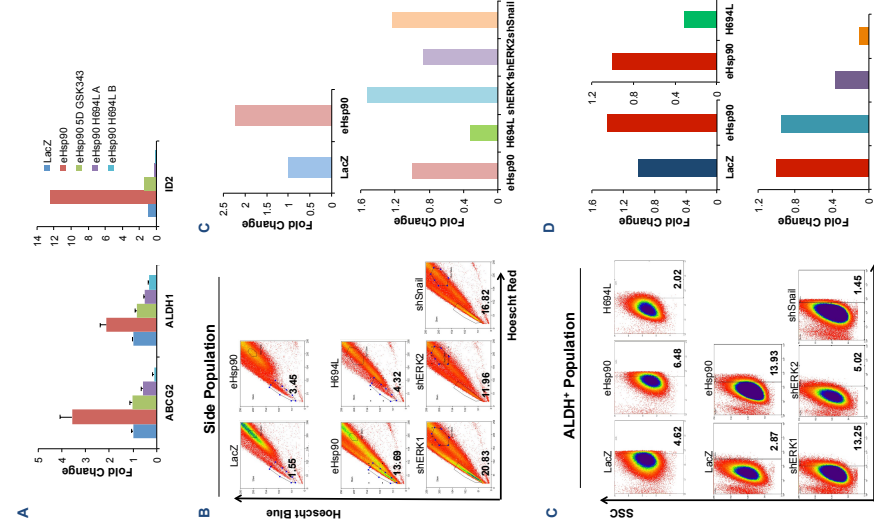 A
Fold Change
5
4
3
2
1
0
ABCG2
ALDH1
14
12
10
8
6
4
2
0
ID2
LacZ
eHsp90
eHsp90 5D GSK343
eHsp90 H694L A
eHsp90 H694L B
B
Side Population
Hoescht Blue
LacZ
1.55
eHsp90
3.45
eHsp90
13.69
H694L
4.32
shERK1
20.83
shERK2
11.96
shSnail
16.82
Hoescht Red
C
Fold Change
2.5
2
1.5
1
0.5
0
LacZ
eHsp90
Fold Change
1.6
1.2
0.8
0.4
0
eHsp90 H694L shERK1 shERK2 shSnail
C
ALDH+ Population
SSC
LacZ
4.62
eHsp90
6.48
H694L
2.02
LacZ
2.87
eHsp90
13.93
shERK1
13.25
shERK2
5.02
shSnail
1.45
D
Fold Change
1.6
1.2
0.8
0.4
0
LacZ
eHsp90
1.2
0.8
0.4
0
eHsp90
H694L
Fold Change
1.2
0.8
0.4
0